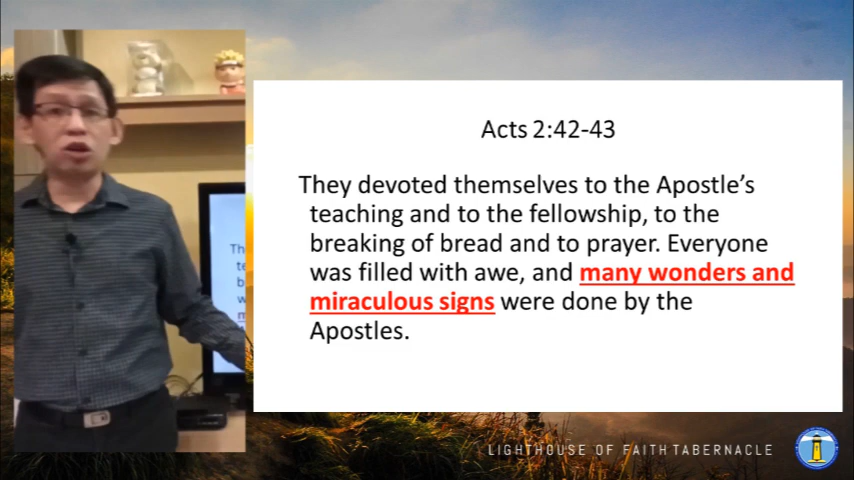 Acts 2:42-43
They devoted themselves to the Apostle's
teaching and to the fellowship, to the
breaking of bread and to prayer. Everyone
was filled with awe, and many wonders and
miraculous signs were done by the
Apostles.
LIGHTHOUSE OF FAITH TABERNACLE